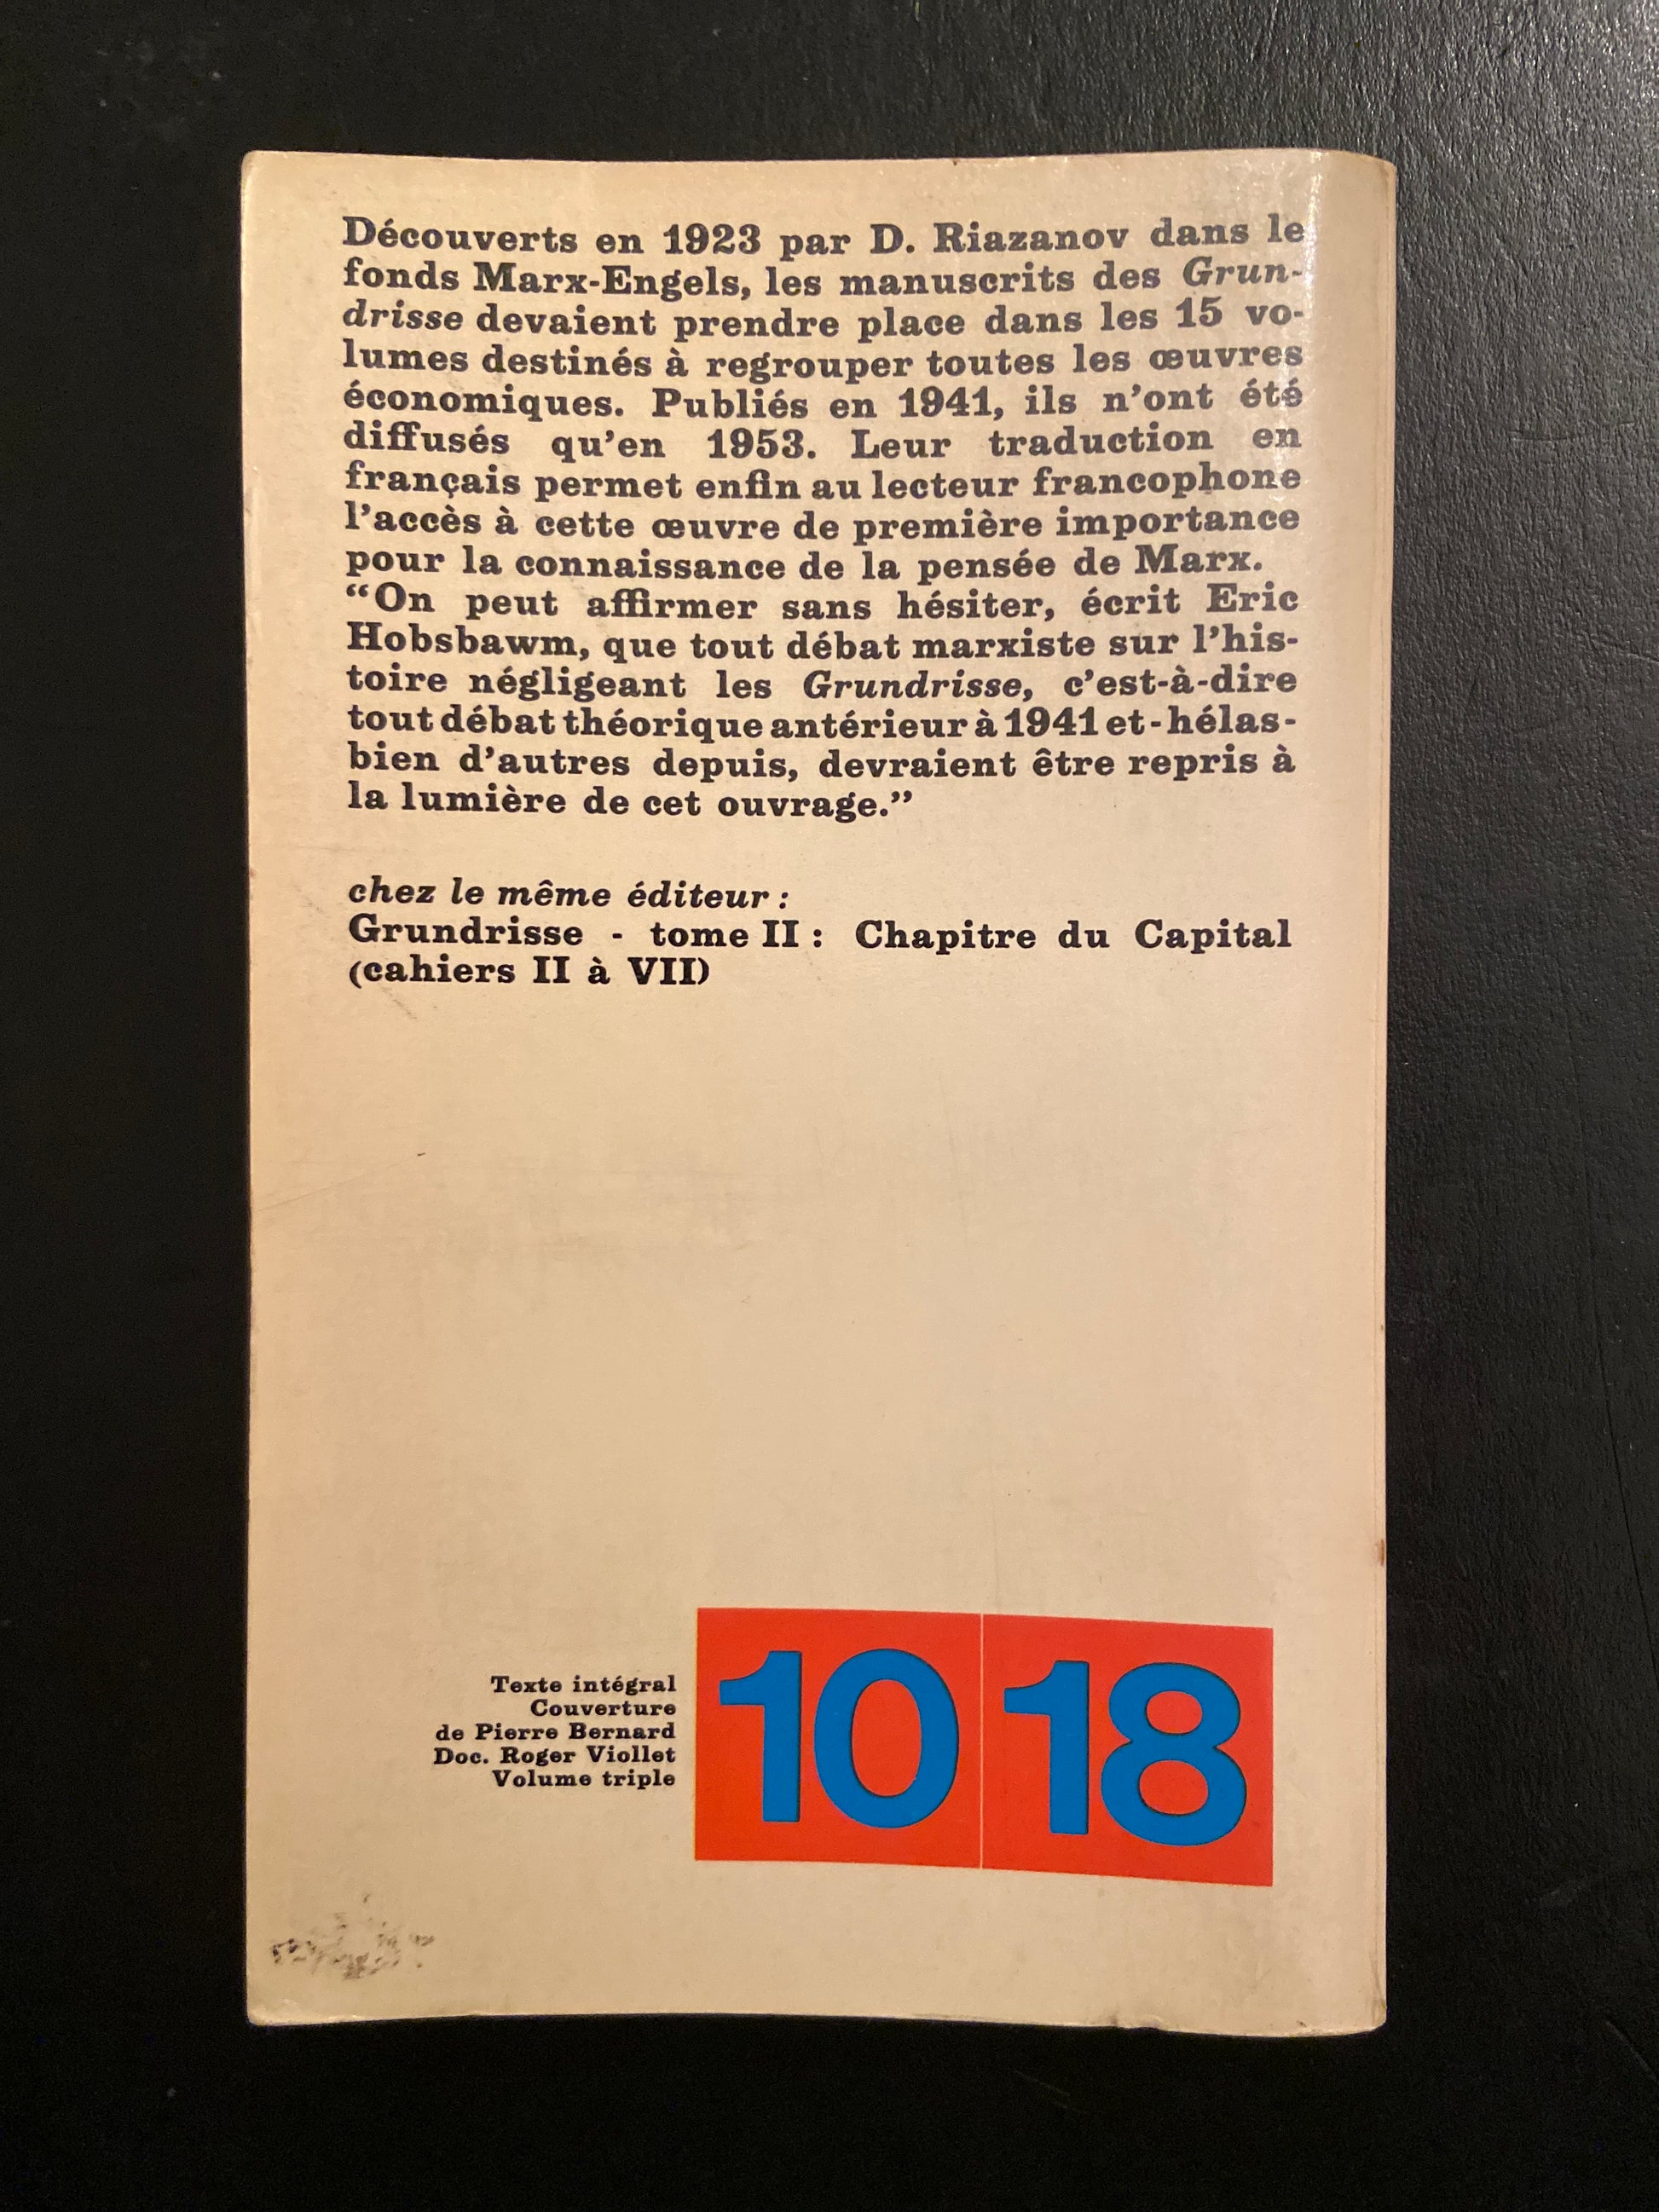 Découverts en 1923 par D. Riazanov dans le
fonds Marx-Engels, les manuscrits des Grun-
drisse devaient prendre place dans les 15 vo-
lumes destinés à regrouper toutes les œuvres
économiques. Publiés en 1941, ils n'ont été
diffusés qu'en 1953. Leur traduction en
français permet enfin au lecteur francophone
l'accès à cette œuvre de première importance
pour la connaissance de la pensée de Marx.
“On peut affirmer sans hésiter, écrit Eric
Hobsbawm, que tout débat marxiste sur l'his-
toire négligeant les Grundrisse, c'est-à-dire
tout débat théorique antérieur à 1941 et - hélas -
bien d'autres depuis, devraient être repris à
la lumière de cet ouvrage.”
chez le même éditeur :
Grundrisse - tome II : Chapitre du Capital
(cahiers II à VII)
Texte intégral
Couverture
de Pierre Bernard
Doc. Roger Viollet
Volume triple
10 18